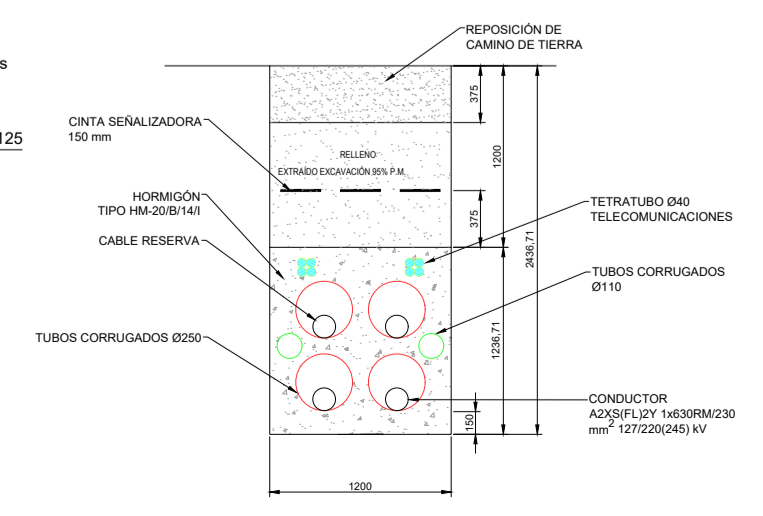 s
125
REPOSICIÓN DE
CAMINO DE TIERRA
375
CINTA SEÑALIZADORA
150 mm
RELLENO
EXTRAÍDO EXCAVACIÓN 95% P.M.
1200
HORMIGÓN
TIPO HM-20/B/14/I
375
TETRATUBO Ø40
TELECOMUNICACIONES
CABLE RESERVA
2436,71
TUBOS CORRUGADOS
Ø110
TUBOS CORRUGADOS Ø250
1236,71
CONDUCTOR
A2XS(FL)2Y 1x630RM/230
mm2 127/220(245) kV
150
1200